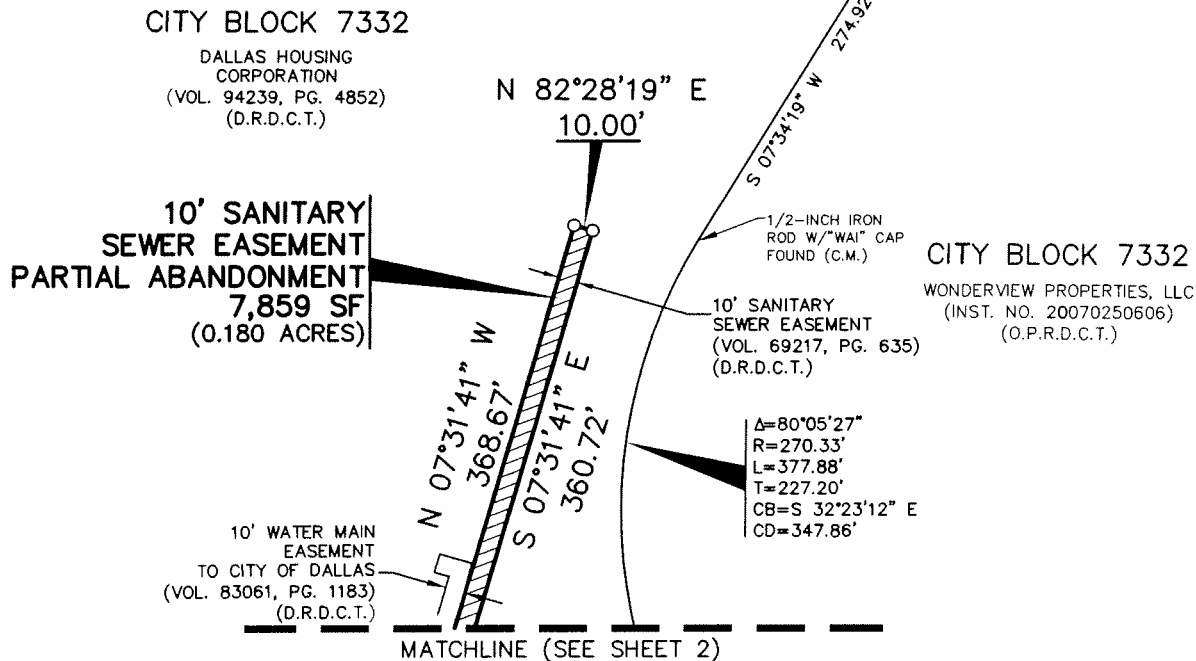 CITY BLOCK 7332
DALLAS HOUSING
CORPORATION
(VOL. 94239, PG. 4852)
(D.R.D.C.T.)
N 82°28'19" E
10.00'
S 07°34'19" W 274.92
10' SANITARY
SEWER EASEMENT
PARTIAL ABANDONMENT
7,859 SF
(0.180 ACRES)
1/2-INCH IRON
ROD W/"WAI" CAP
FOUND (C.M.)
CITY BLOCK 7332
WONDERVIEW PROPERTIES, LLC
(INST. NO. 20070250606)
(O.P.R.D.C.T.)
10' SANITARY
SEWER EASEMENT
(VOL. 69217, PG. 635)
(D.R.D.C.T.)
N 07°31'41" W
368.67'
S 07°31'41" E
360.72'
Δ=80°05'27"
R=270.33'
L=377.88'
T=227.20'
CB=S 32°23'12" E
CD=347.86'
10' WATER MAIN
EASEMENT
TO CITY OF DALLAS
(VOL. 83061, PG. 1183)
(D.R.D.C.T.)
MATCHLINE (SEE SHEET 2)